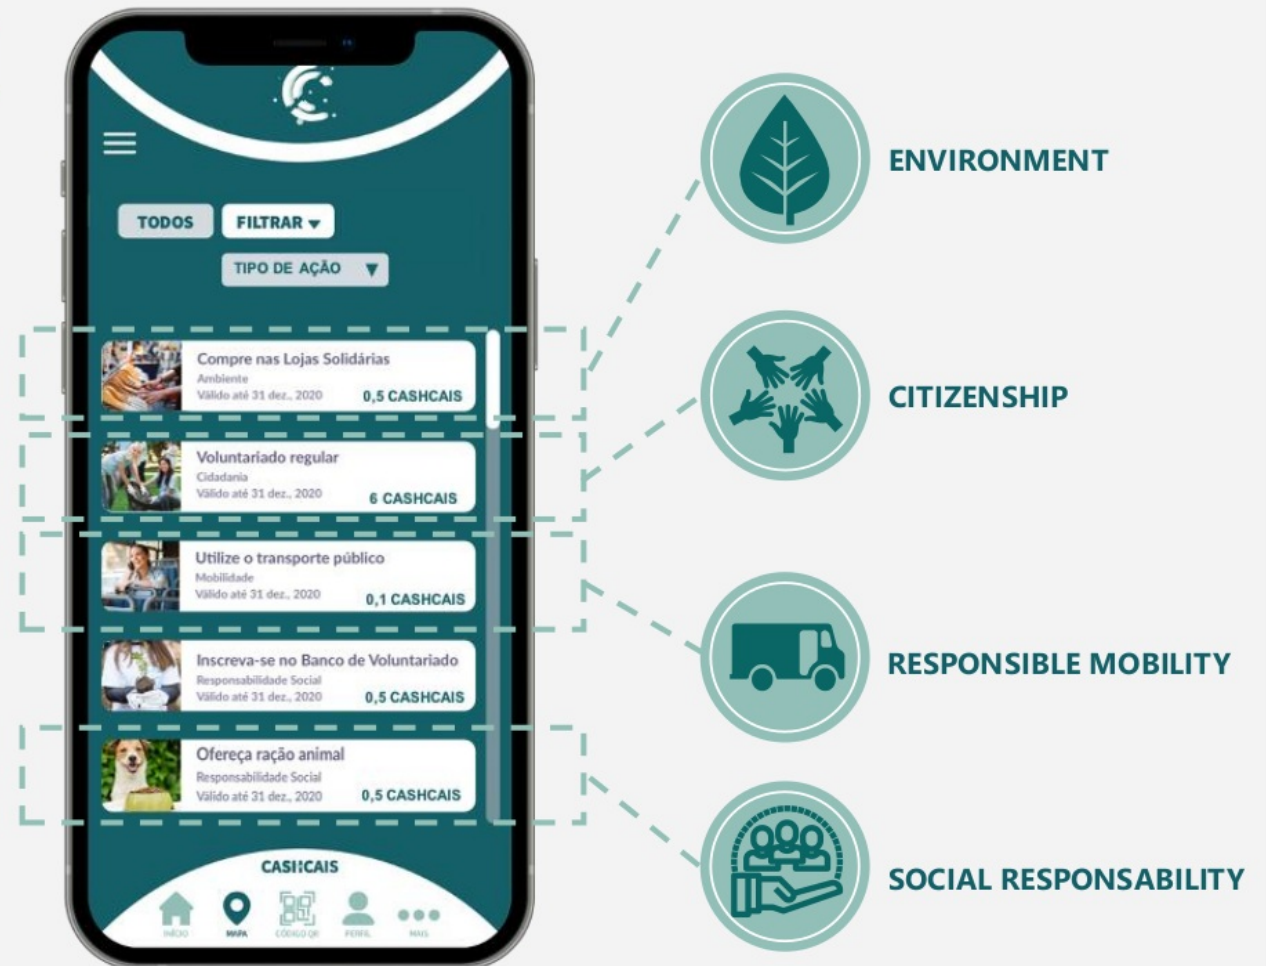 TODOS
FILTRAR
TIPO DE AÇÃO
Compre nas Lojas Solidárias
Ambiente
Válido até 31 dez., 2020
0,5 CASHCAIS
Voluntariado regular
Cidadania
Válido até 31 dez., 2020
6 CASHCAIS
Utilize o transporte público
Mobilidade
Válido até 31 dez., 2020
0,1 CASHCAIS
Inscreva-se no Banco de Voluntariado
Responsabilidade Social
Válido até 31 dez., 2020
0,5 CASHCAIS
Ofereça ração animal
Responsabilidade Social
Válido até 31 dez., 2020
0,5 CASHCAIS
CASHCAIS
INÍCIO
MAPA
CÓDIGO QR
PERFIL
MAIS
ENVIRONMENT
CITIZENSHIP
RESPONSIBLE MOBILITY
SOCIAL RESPONSABILITY